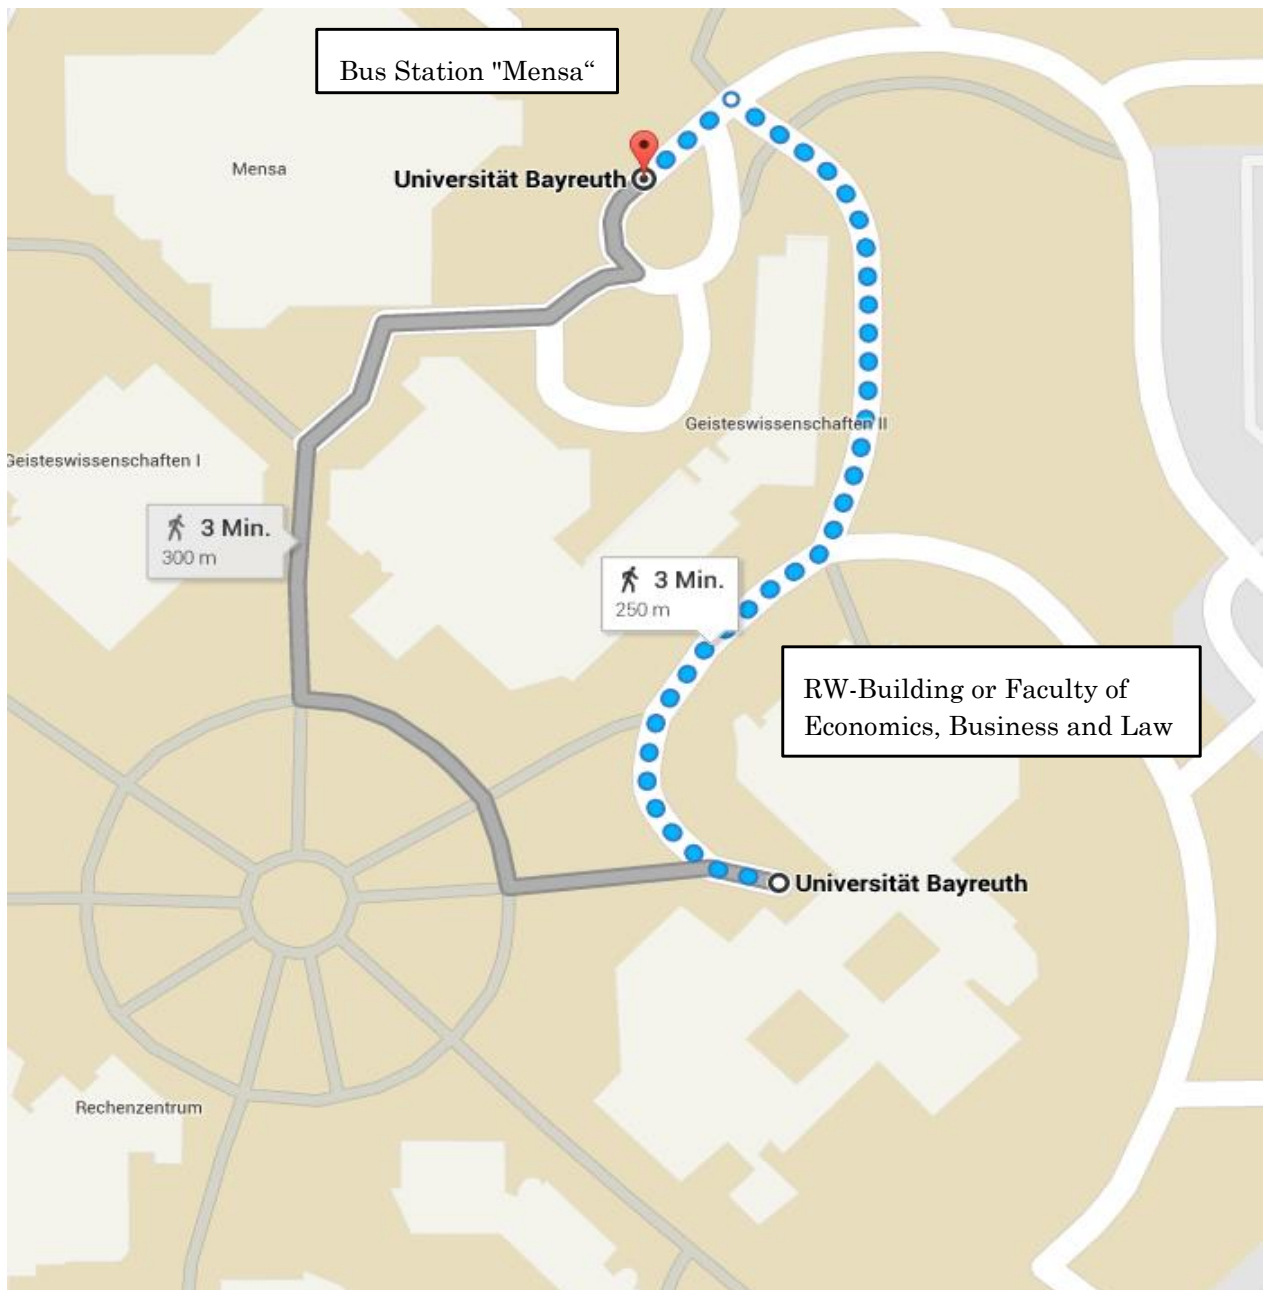 Bus Station "Mensa“
Mensa
Universität Bayreuth
Geisteswissenschaften II
Geisteswissenschaften I
3 Min.
300 m
3 Min.
250 m
RW-Building or Faculty of
Economics, Business and Law
Universität Bayreuth
Rechenzentrum